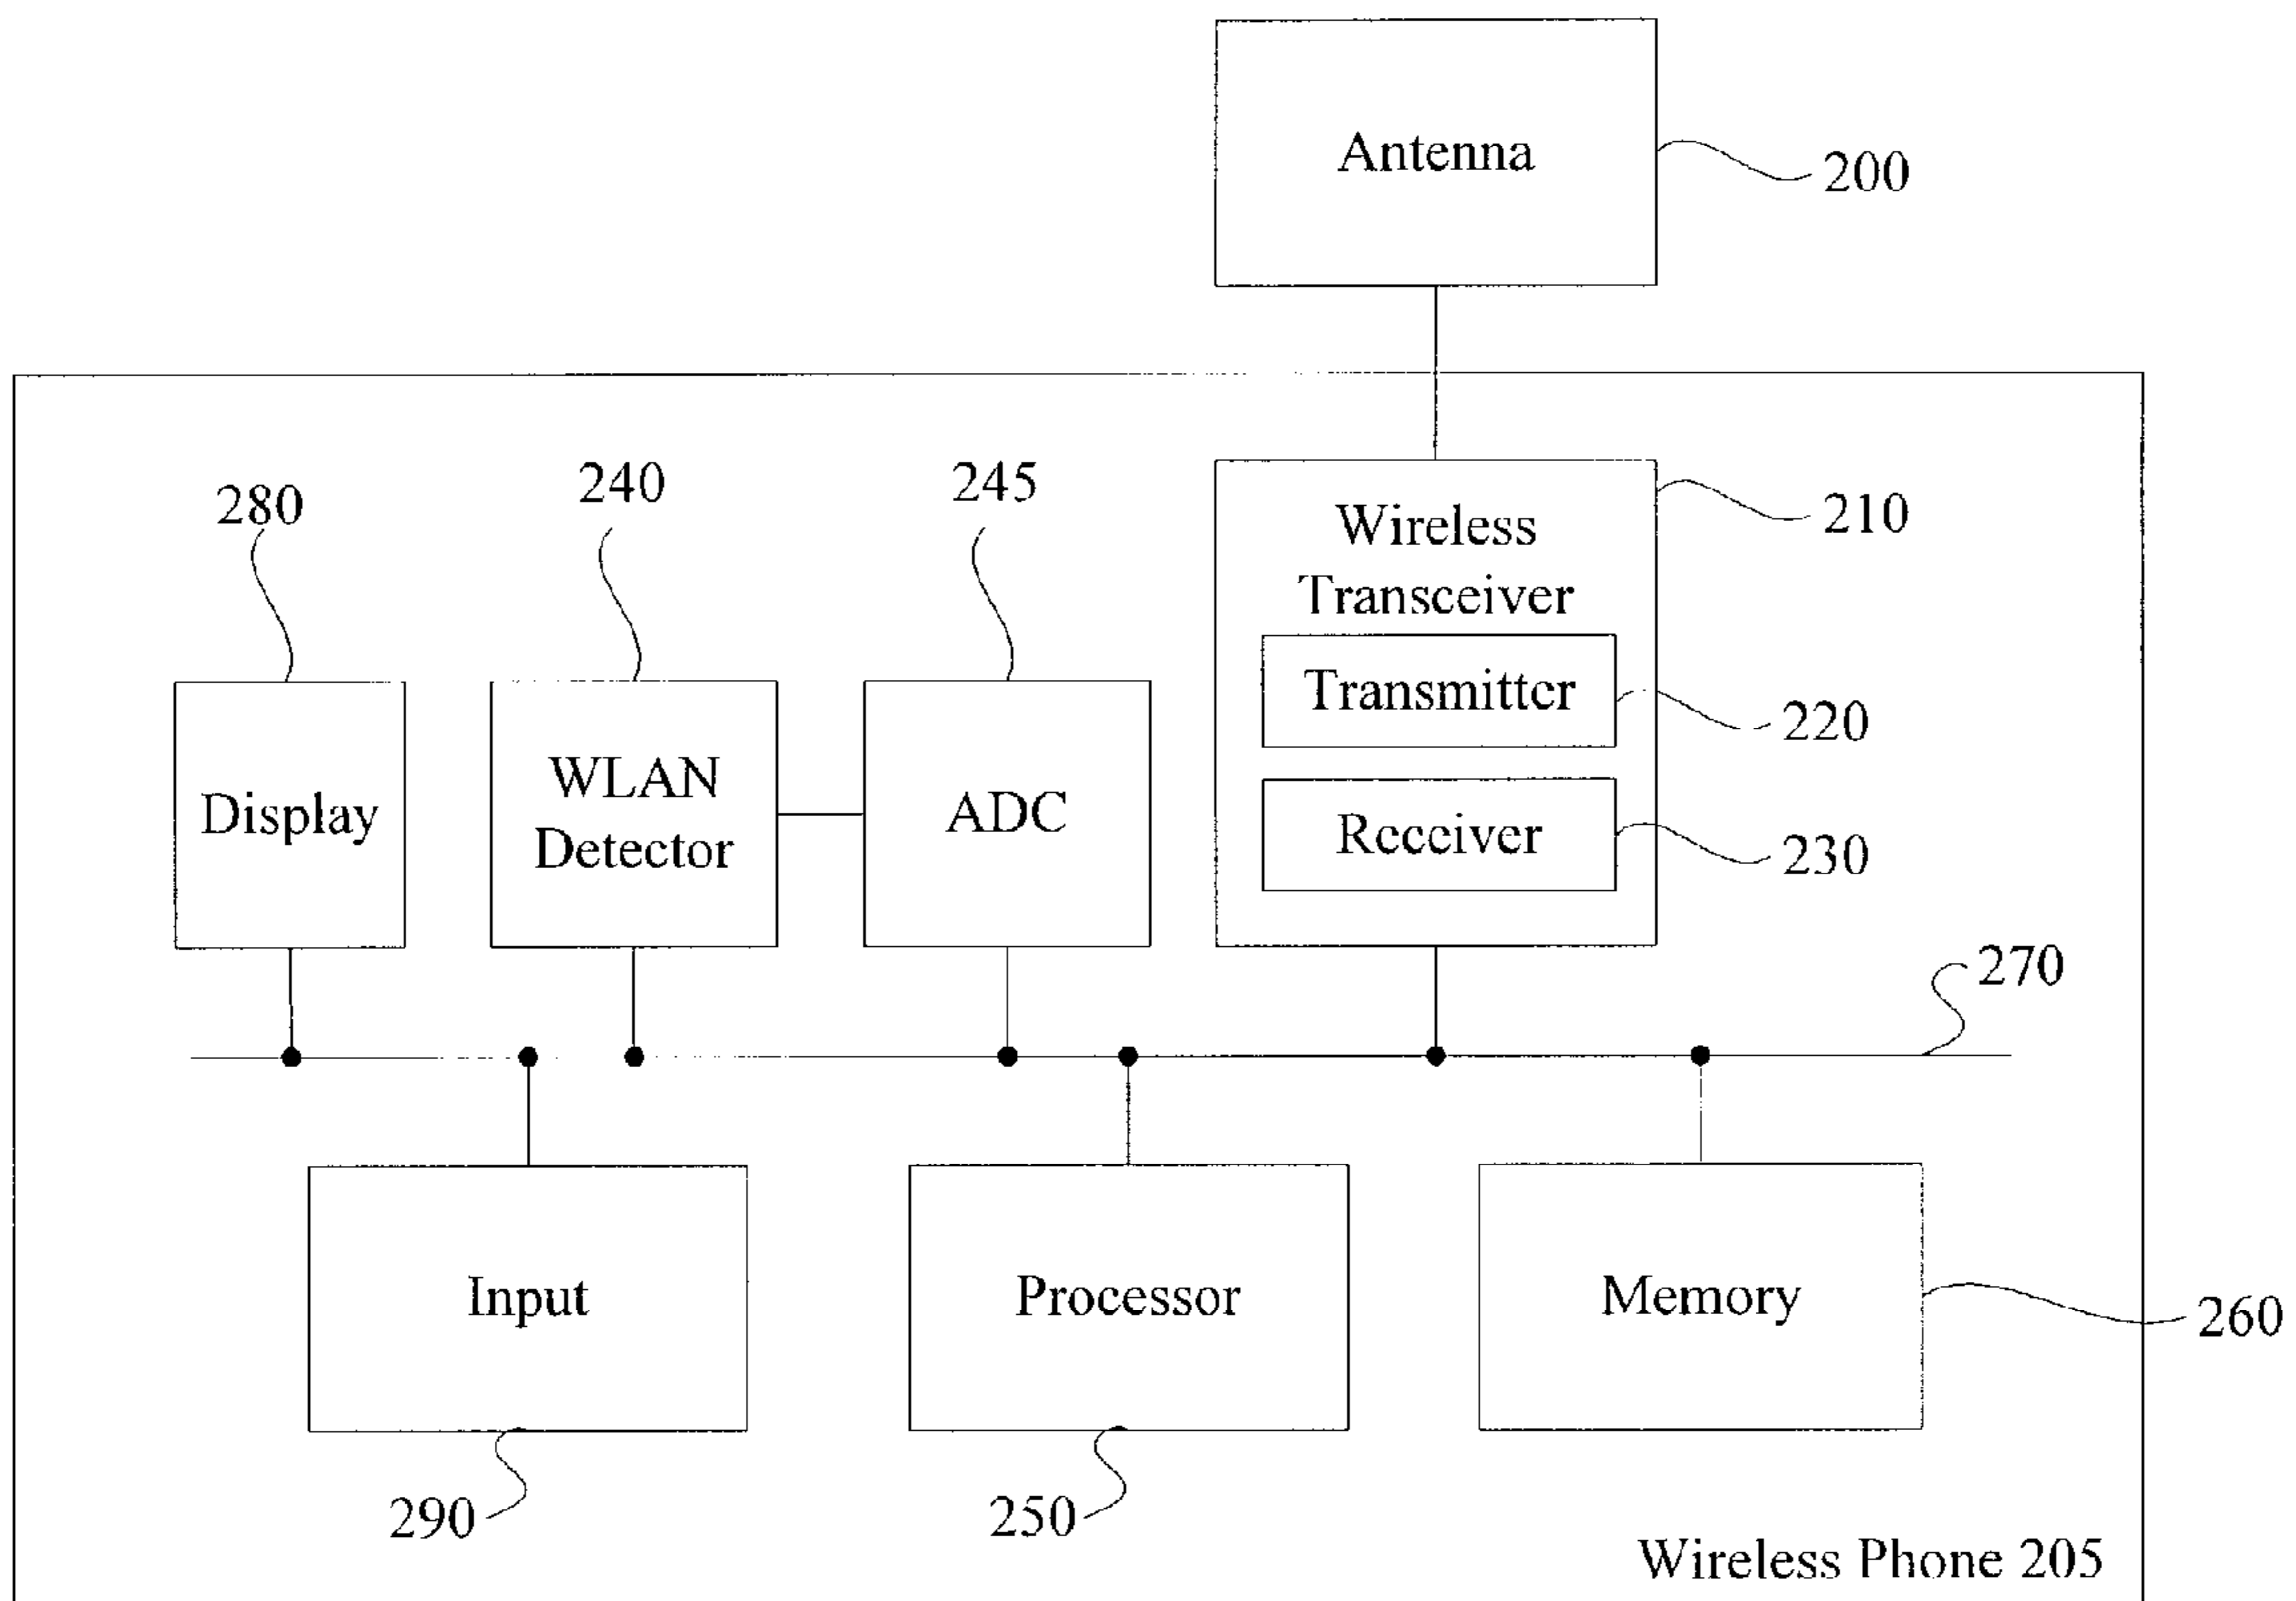 Antenna
200
280
240
245
Wireless
Transceiver
210
Transmitter
220
Receiver
230
Display
WLAN
Detector
ADC
270
Input
Processor
Memory
260
290
250
Wireless Phone 205